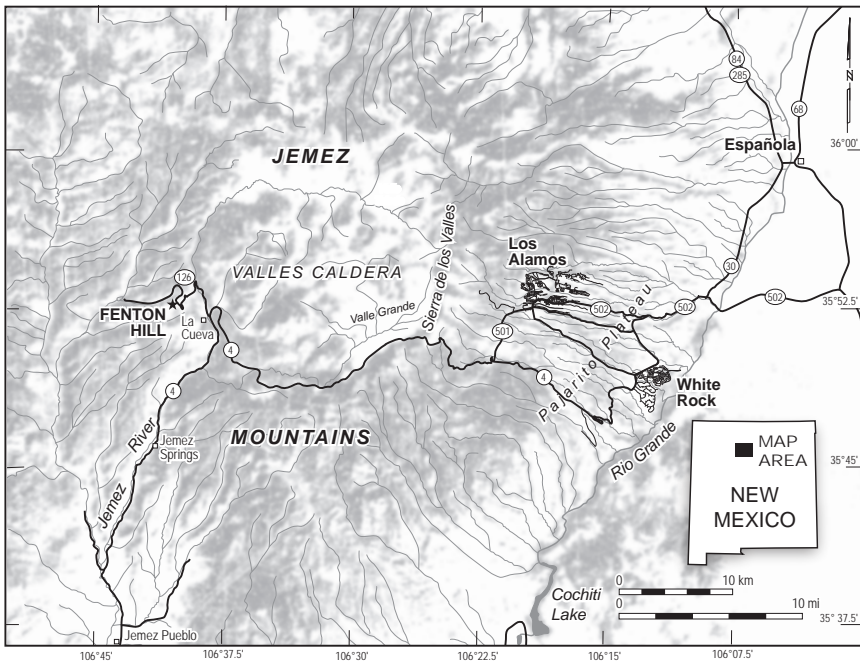 84
285
N
68
Española
36°00'
JEMEZ
Sierra de los Valles
Los
Alamos
VALLES CALDERA
126
30
Valle Grande
502
502
502
35°52.5'
FENTON
HILL
La
Cueva
501
Pajarito Plateau
4
4
4
White
Rock
MOUNTAINS
Jemez River
Jemez
Springs
Rio Grande
MAP
AREA
35°45'
NEW
MEXICO
0 10 km
Cochiti
Lake
0 10 mi
35° 37.5'
Jemez Pueblo
106°45' 106°37.5' 106°30' 106°22.5' 106°15' 106°07.5'